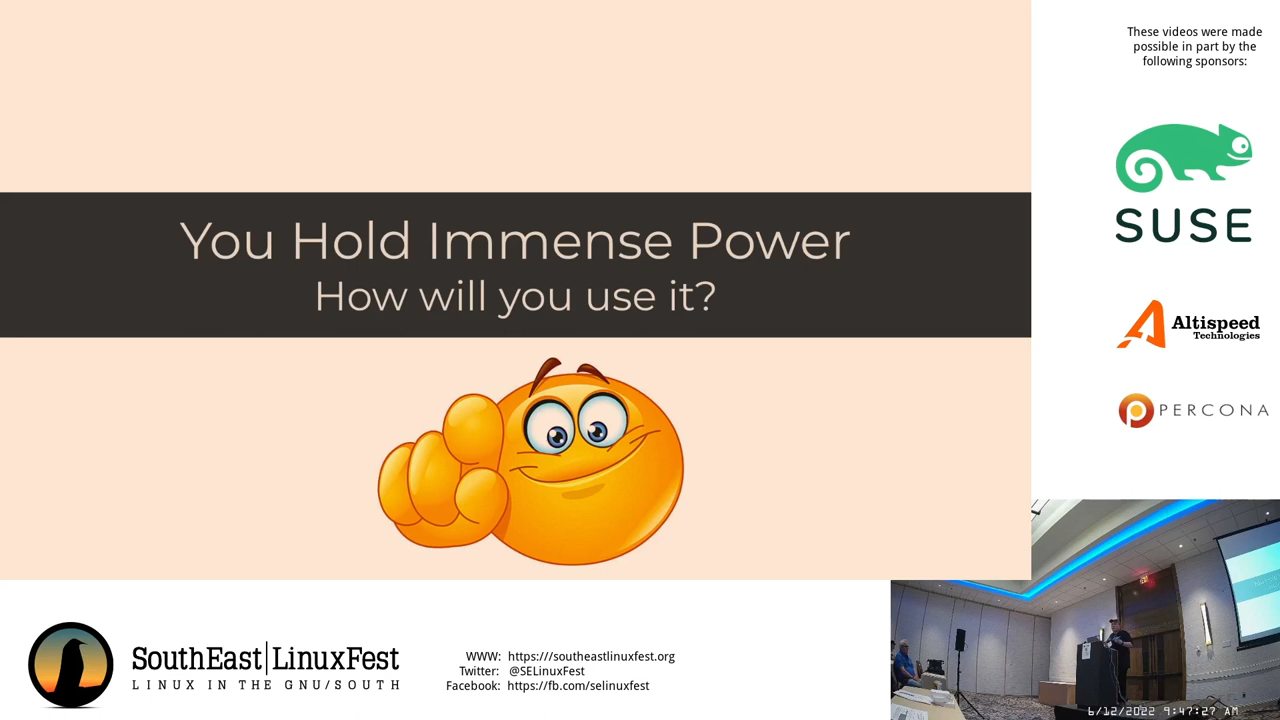 You Hold Immense Power
How will you use it?
These videos were made
possible in part by the
following sponsors:
SUSE
Altispeed
Technologies
PERCONA
SouthEast|LinuxFest
LINUX IN THE GNU/SOUTH
WWW: https:///southeastlinuxfest.org
Twitter: @SELinuxFest
Facebook: https://fb.com/selinuxfest
6/12/2022 9:47:27 AM